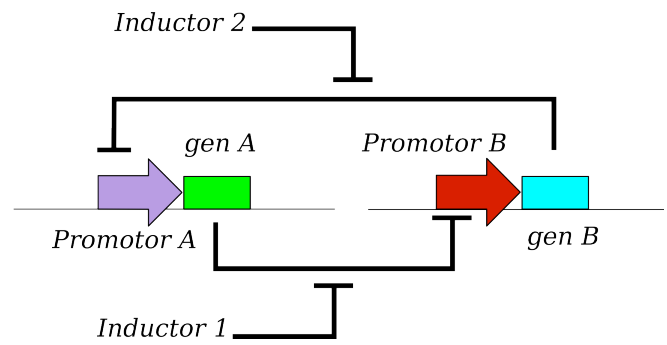 Inductor 2
gen A
Promotor B
Promotor A
gen B
Inductor 1